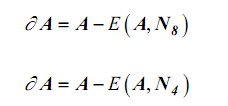 ∂A = A – E(A, N₈)
∂A = A – E(A, N₄)